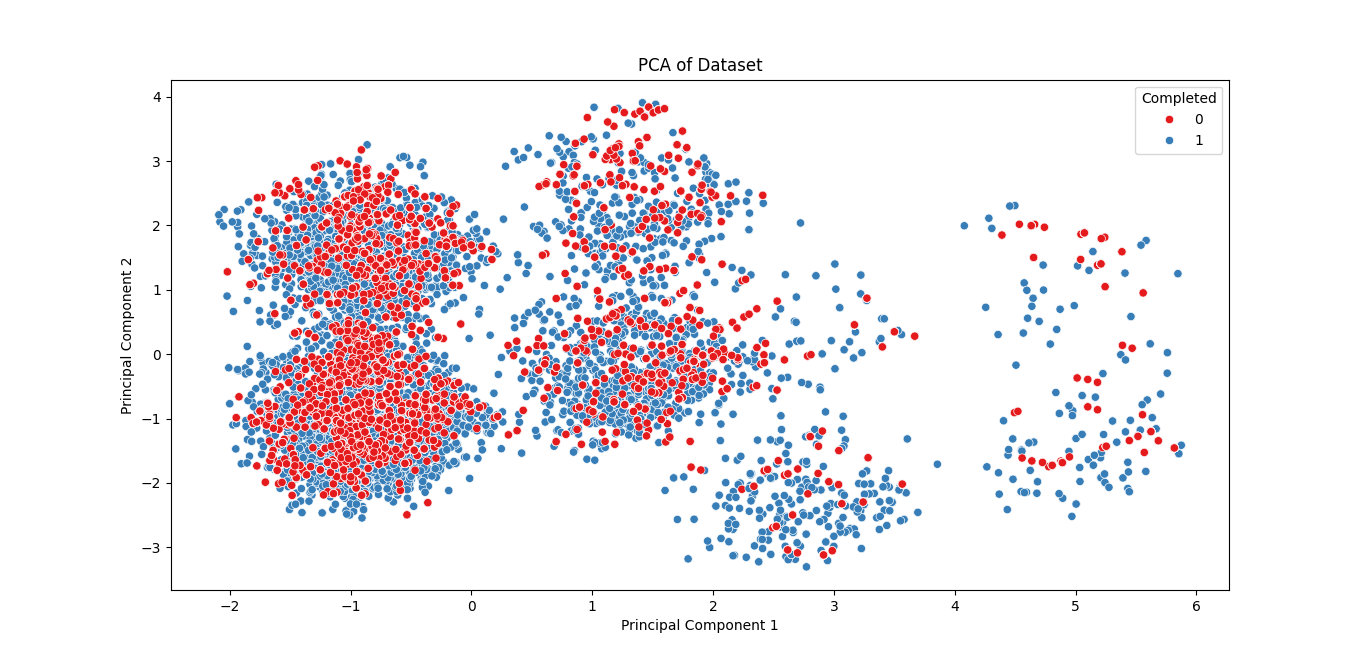 PCA of Dataset
Completed
0
1
4
3
2
1
0
−1
−2
−3
Principal Component 2
−2 −1 0 1 2 3 4 5 6
Principal Component 1